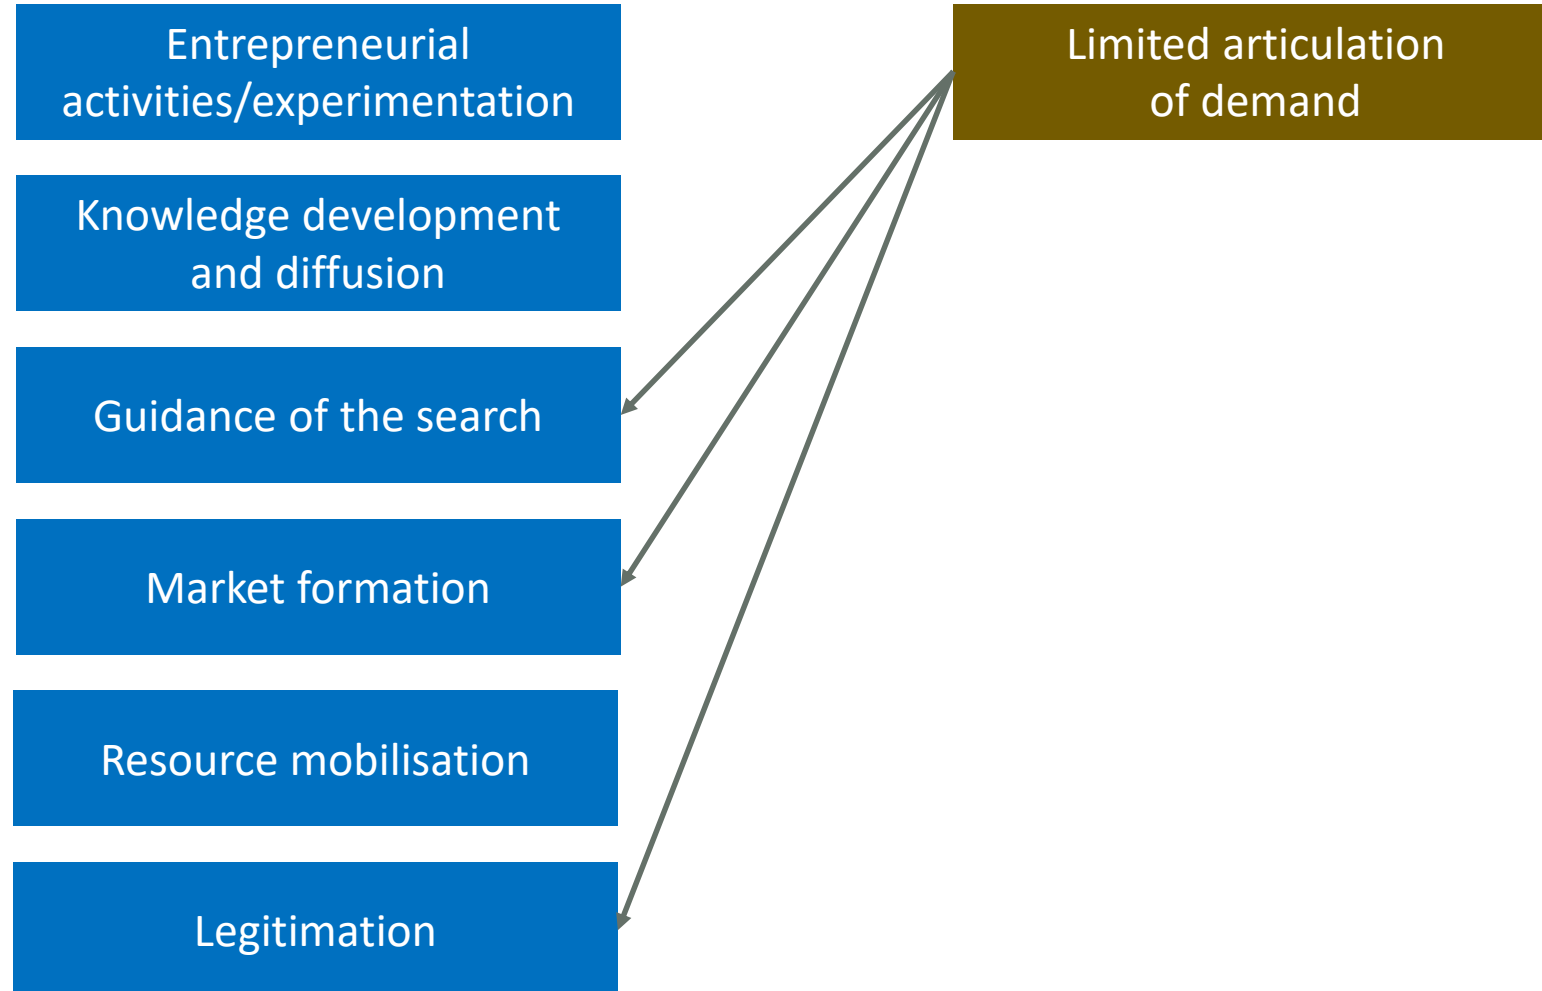 Entrepreneurial
activities/experimentation
Limited articulation
of demand
Knowledge development
and diffusion
Guidance of the search
Market formation
Resource mobilisation
Legitimation